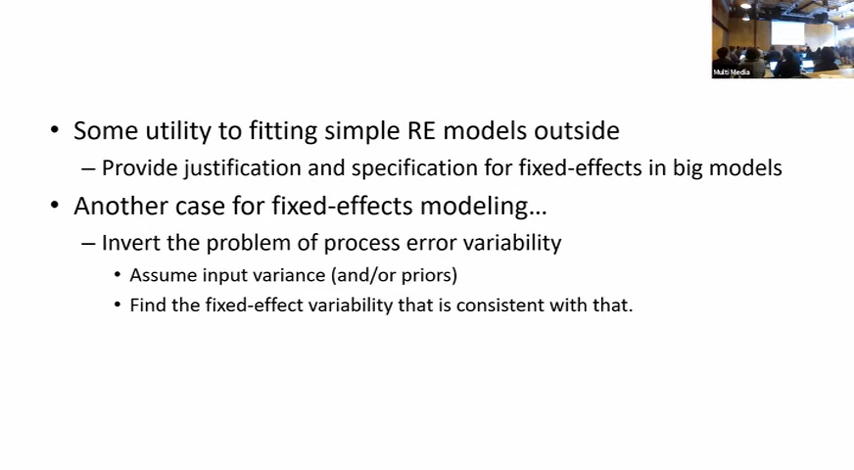 Multi Media
• Some utility to fitting simple RE models outside
– Provide justification and specification for fixed-effects in big models
• Another case for fixed-effects modeling...
– Invert the problem of process error variability
• Assume input variance (and/or priors)
• Find the fixed-effect variability that is consistent with that.